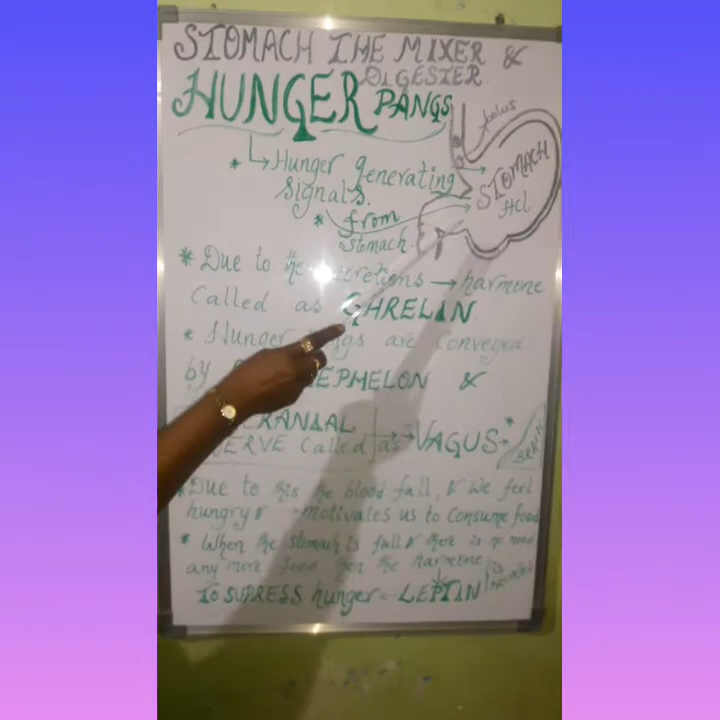 STOMACH THE MIXER &
DIGESTER
HUNGER PANGS
bolus
* Hunger generating
Signals.
* from
stomach
STOMACH
Hcl
* Due to the secretions → harmone
Called as GHRELIN
* Hunger are Conveyed
by &
NERVE Called as → VAGUS → *
BRAIN
* Due to this the blood fall, & We feel
hungry & → motivates us to Consume food
* When the stomach is full & there is no need
any more food then the harmone is
To SUPRESS hunger ← LEPTIN